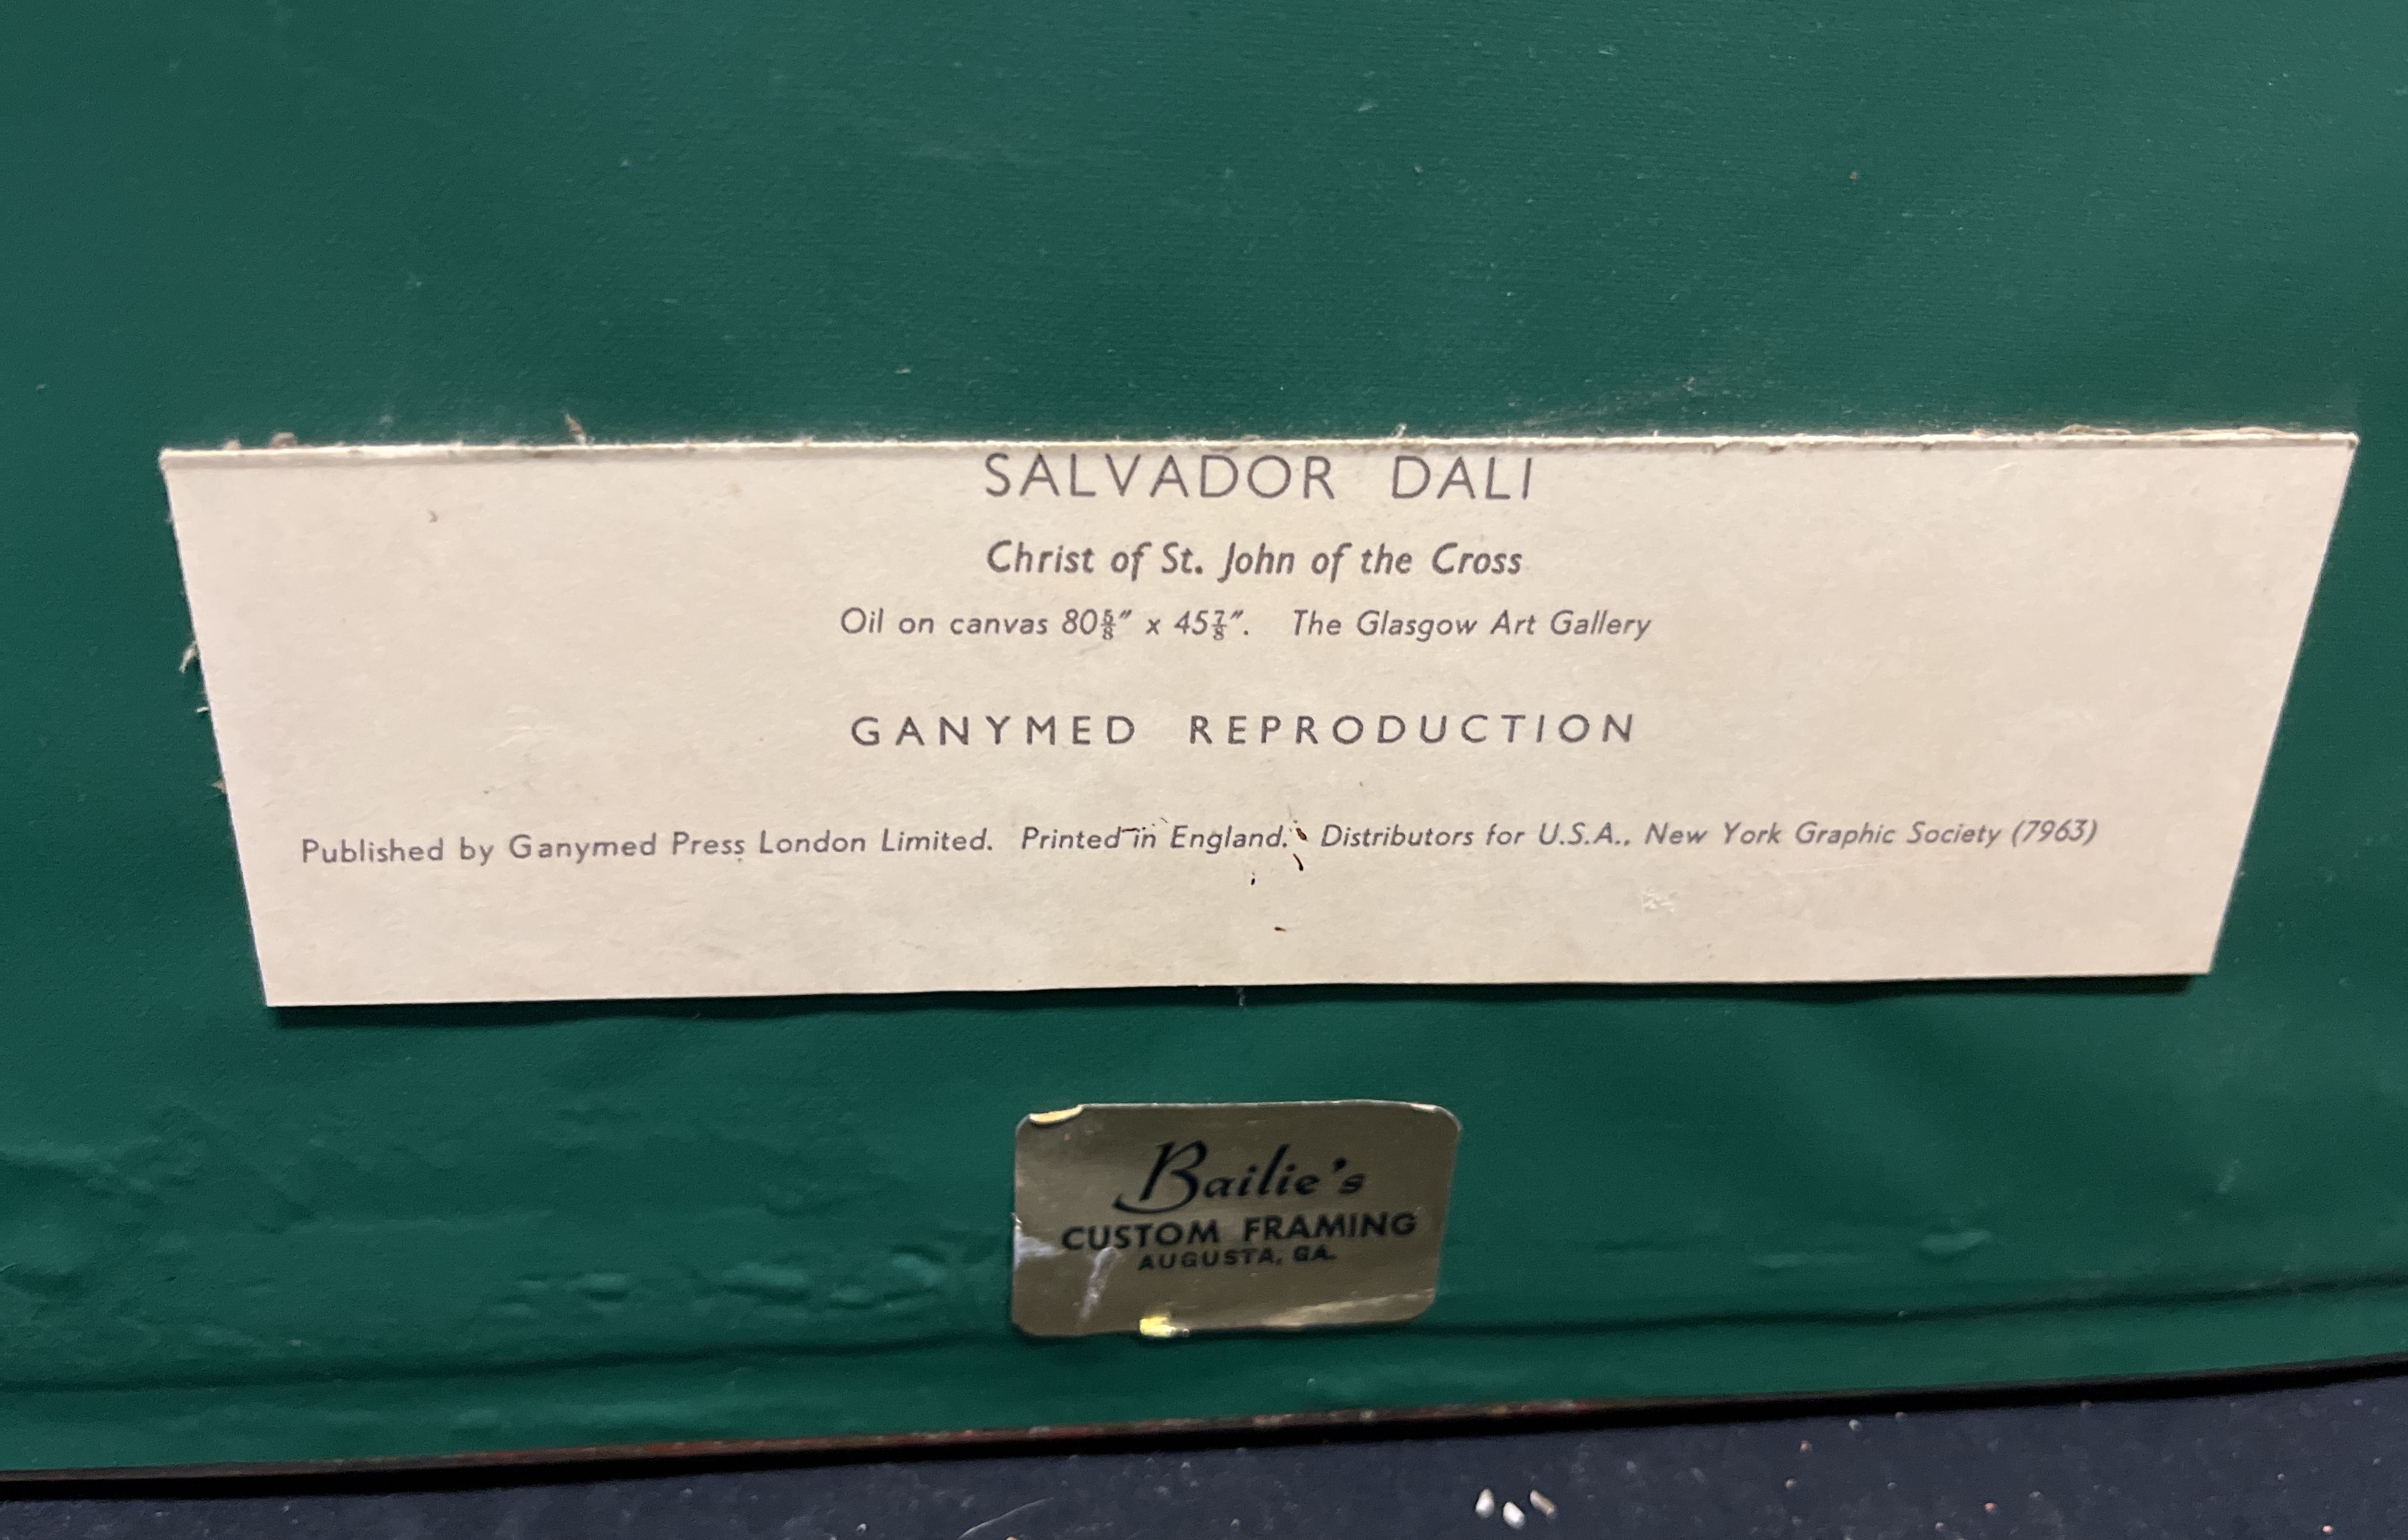 SALVADOR DALI
Christ of St. John of the Cross
Oil on canvas 80⅝″ x 45⅞″. The Glasgow Art Gallery
GANYMED REPRODUCTION
Published by Ganymed Press London Limited. Printed in England. Distributors for U.S.A., New York Graphic Society (7963)
Bailie's
CUSTOM FRAMING
AUGUSTA, GA.